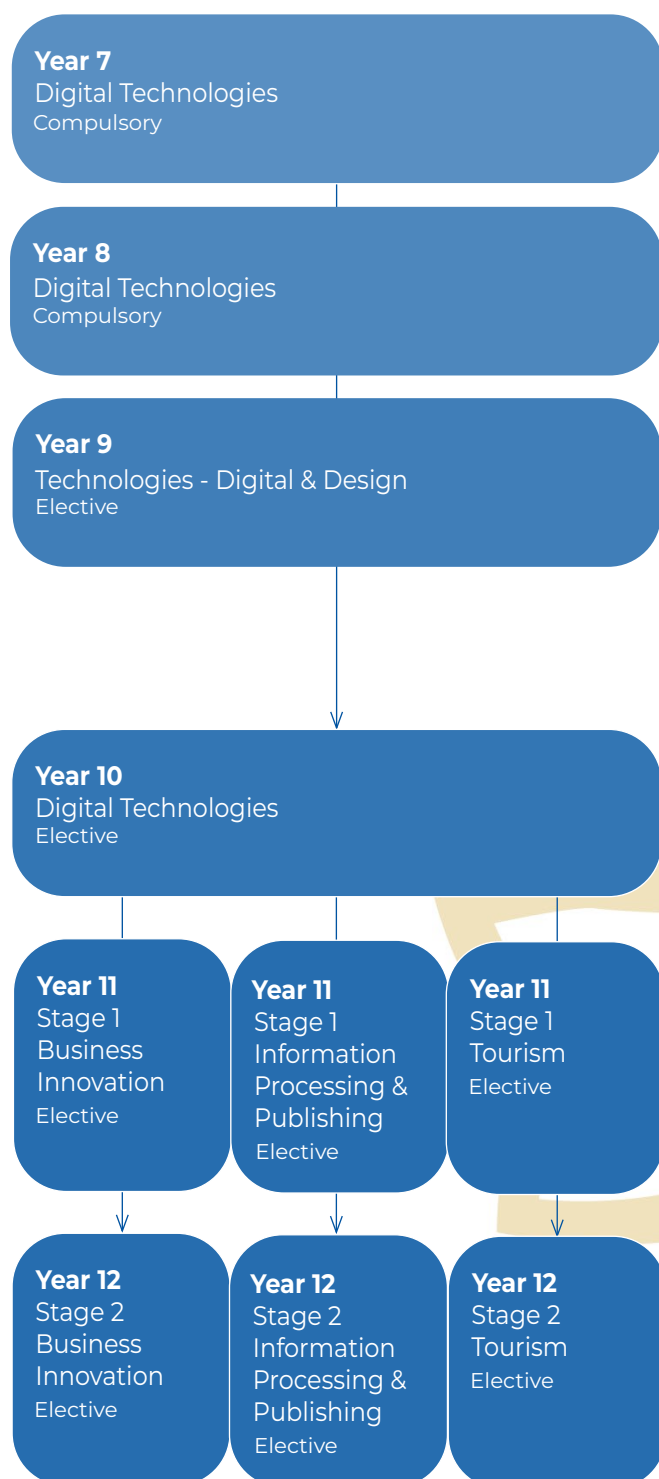 Year 7
Digital Technologies
Compulsory
Year 8
Digital Technologies
Compulsory
Year 9
Technologies - Digital & Design
Elective
Year 10
Digital Technologies
Elective
Year 11
Stage 1
Business
Innovation
Elective
Year 11
Stage 1
Information
Processing &
Publishing
Elective
Year 11
Stage 1
Tourism
Elective
Year 12
Stage 2
Business
Innovation
Elective
Year 12
Stage 2
Information
Processing &
Publishing
Elective
Year 12
Stage 2
Tourism
Elective